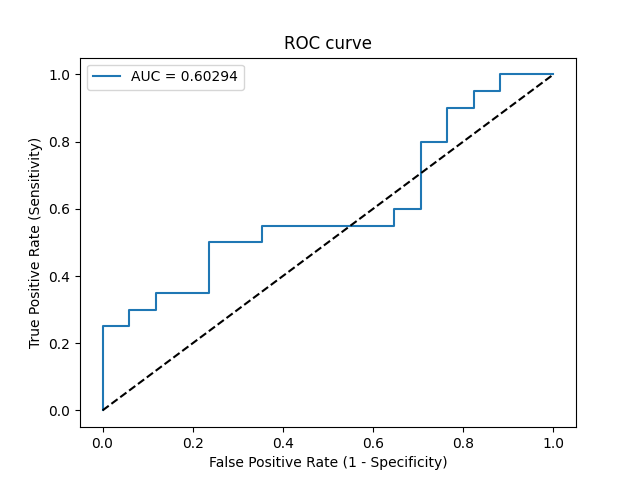 ROC curve
AUC = 0.60294
True Positive Rate (Sensitivity)
1.0
0.8
0.6
0.4
0.2
0.0
0.0 0.2 0.4 0.6 0.8 1.0
False Positive Rate (1 - Specificity)